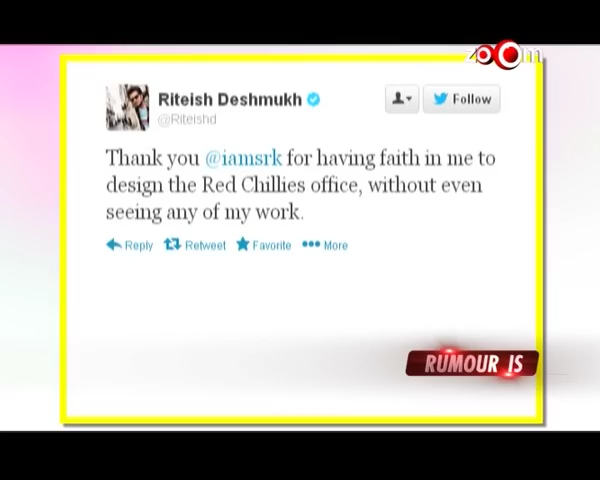 zoom
Riteish Deshmukh
@Riteishd
Follow
Thank you @iamsrk for having faith in me to
design the Red Chillies office, without even
seeing any of my work.
Reply Retweet Favorite More
RUMOUR IS